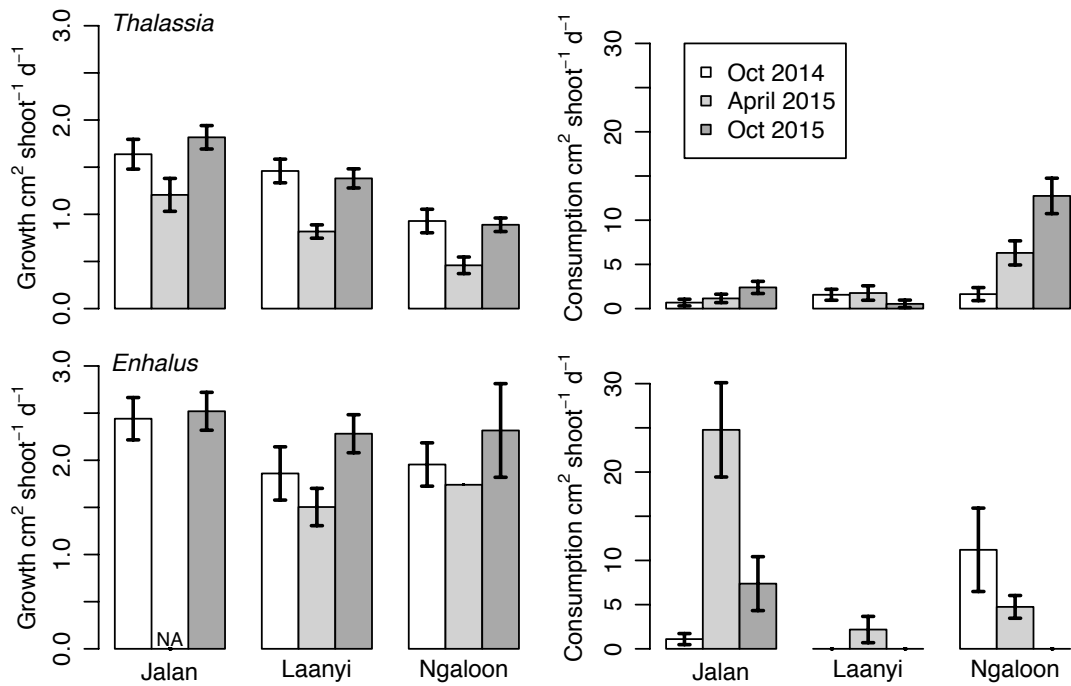 Thalassia
Growth cm² shoot⁻¹ d⁻¹
3.0
2.0
1.0
0.0
Consumption cm² shoot⁻¹ d⁻¹
30
20
10
5
0
Oct 2014
April 2015
Oct 2015
Enhalus
Growth cm² shoot⁻¹ d⁻¹
3.0
2.0
1.0
0.0
NA
Jalan
Laanyi
Ngaloon
Consumption cm² shoot⁻¹ d⁻¹
30
20
10
5
0
Jalan
Laanyi
Ngaloon